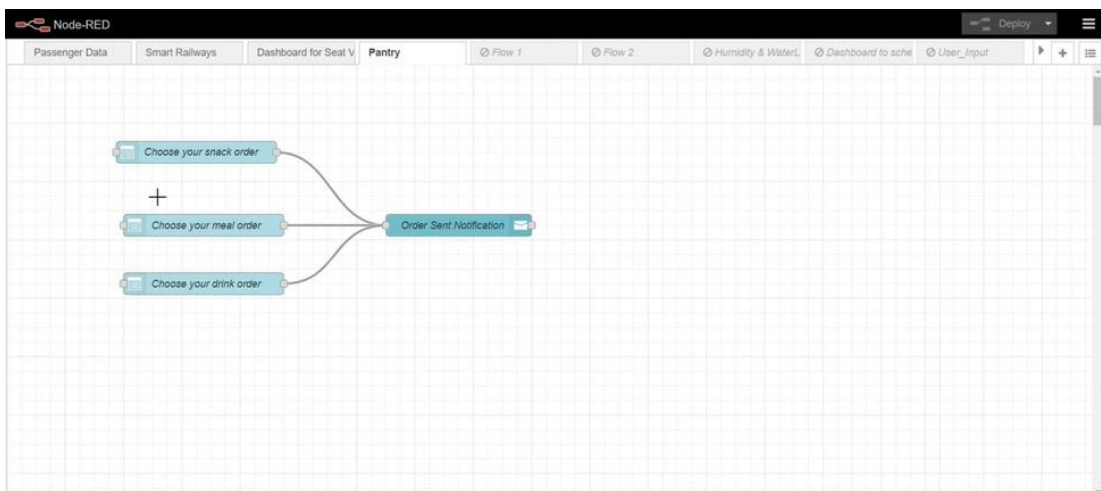 Node-RED
Deploy
Passenger Data
Smart Railways
Dashboard for Seat V
Pantry
Flow 1
Flow 2
Humidity & WaterL
Dashboard to sche
User_Input
Choose your snack order
Choose your meal order
Order Sent Notification
Choose your drink order